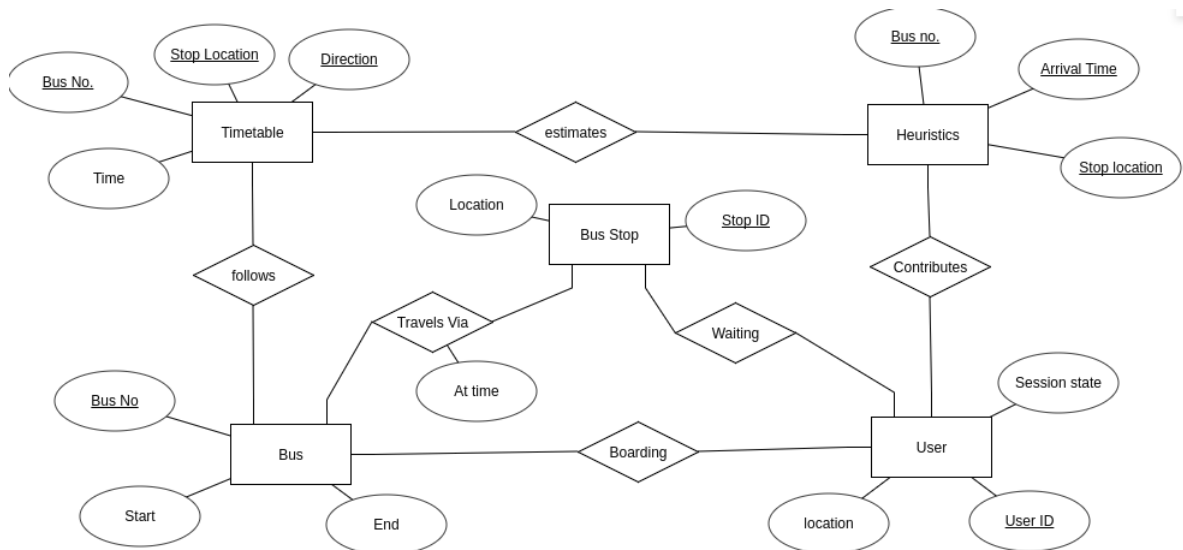 Bus no.
Stop Location
Direction
Bus No.
Arrival Time
Timetable
estimates
Heuristics
Time
Stop location
Location
Bus Stop
Stop ID
follows
Contributes
Travels Via
Waiting
At time
Session state
Bus No
Bus
Boarding
User
Start
End
location
User ID